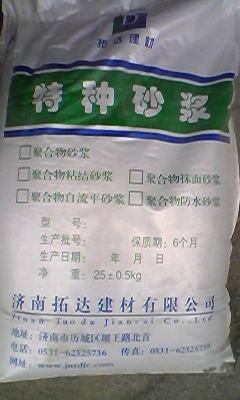 拓达建材
特种砂浆
聚合物砂浆
聚合物粘结砂浆 聚合物抹面砂浆
聚合物自流平砂浆 聚合物防水砂浆
型 号:
生产批号: 保质期:6个月
生产日期: 年 月 日
净 重:25±0.5kg
济南拓达建材有限公司
Jinan Tuoda Jiancai Co.,Ltd
地址:济南市历城区坝王路北首
电话:0531-62325736 传真:0531-62325739
网址: